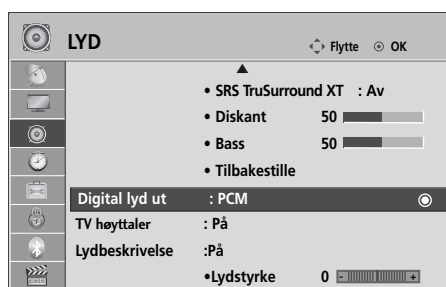 LYD
Flytte OK
• SRS TruSurround XT : Av
• Diskant 50
• Bass 50
• Tilbakestille
Digital lyd ut : PCM
TV høyttaler : På
Lydbeskrivelse :På
•Lydstyrke 0 - +